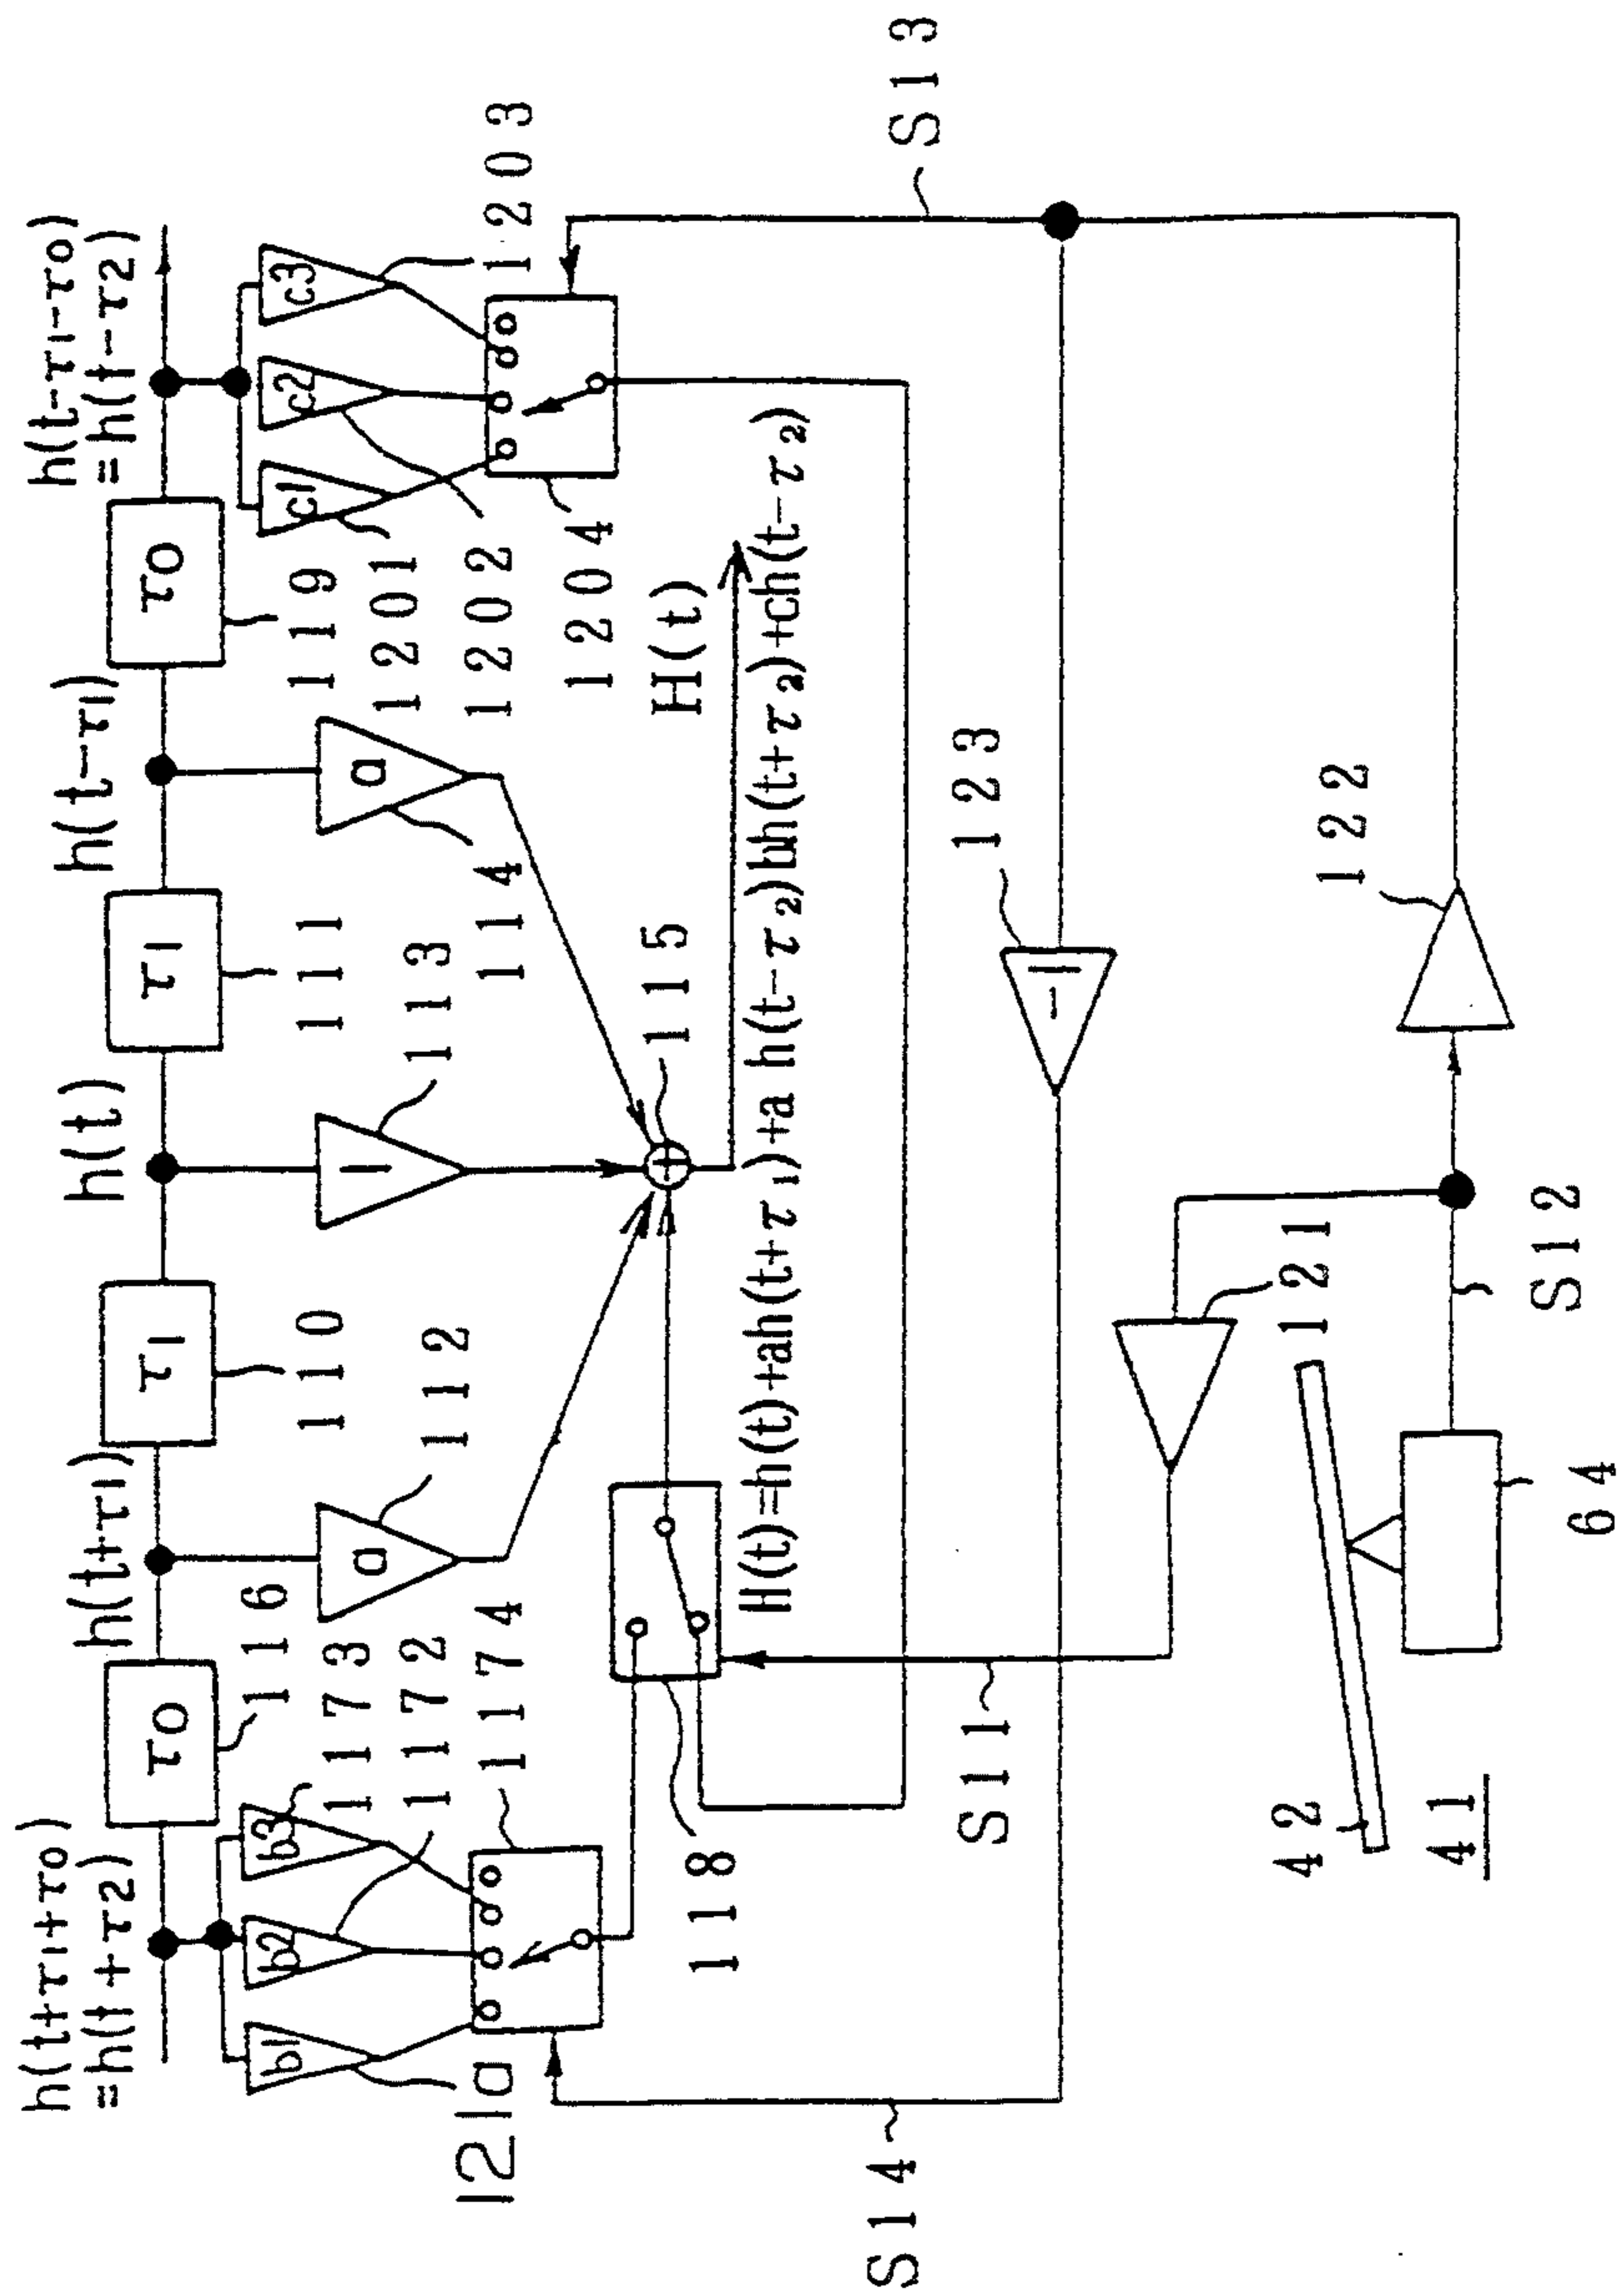 h(t+τ1+τ0)
=h(t+τ2)
h(t+τ1)
h(t)
h(t-τ1)
h(t-τ1-τ0)
=h(t-τ2)
τ0
τ1
τ1
τ0
116
110
111
119
b1
b2
b3
a
1
a
c1
c2
c3
121a
1172
1173
1174
112
113
114
1201
1202
1203
1204
118
115
H(t)
H(t)=h(t)+ah(t+τ1)+a h(t-τ2)
h(t+τ2)+ch(t-τ2)
S14
S11
-1
123
S13
121
122
42
41
64
S12